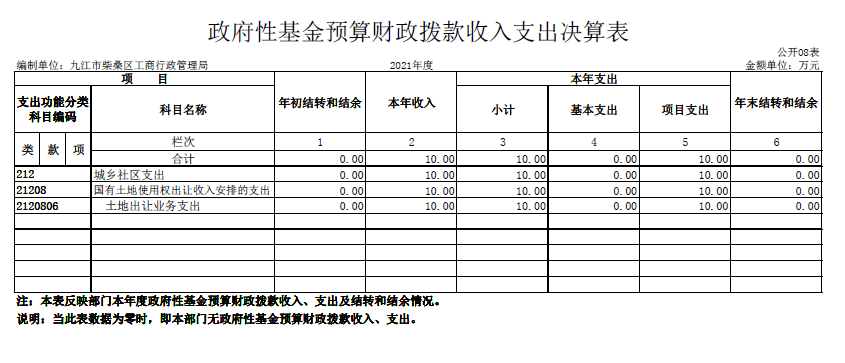 政府性基金预算财政拨款收入支出决算表
公开08表
编制单位：九江市柴桑区工商行政管理局 2021年度 金额单位：万元
项 目 年初结转和结余 本年收入 本年支出 年末结转和结余
支出功能分类科目编码 科目名称 小计 基本支出 项目支出
类 款 项 栏次 1 2 3 4 5 6
合计 0.00 10.00 10.00 0.00 10.00 0.00
212 城乡社区支出 0.00 10.00 10.00 0.00 10.00 0.00
21208 国有土地使用权出让收入安排的支出 0.00 10.00 10.00 0.00 10.00 0.00
2120806 土地出让业务支出 0.00 10.00 10.00 0.00 10.00 0.00
注：本表反映部门本年度政府性基金预算财政拨款收入、支出及结转和结余情况。
说明：当此表数据为零时，即本部门无政府性基金预算财政拨款收入、支出。